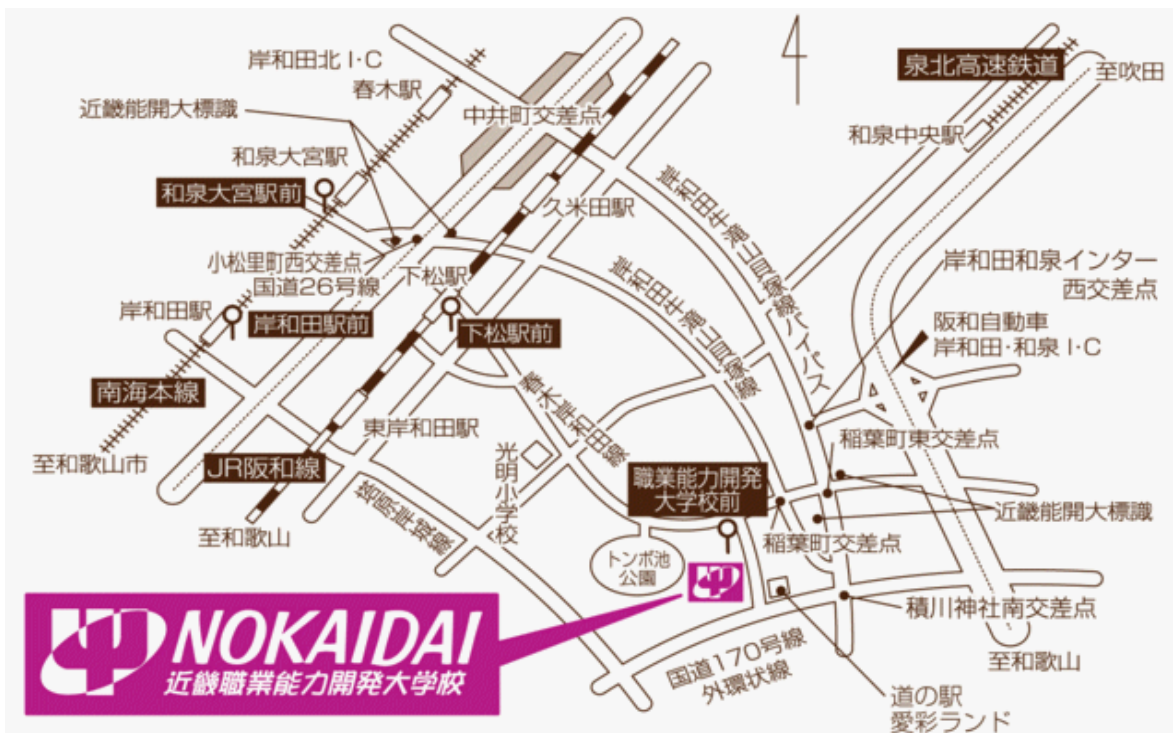 岸和田北I・C
春木駅
近畿能開大標識
中井町交差点
泉北高速鉄道
至吹田
和泉中央駅
和泉大宮駅
和泉大宮駅前
久米田駅
岸和田牛滝山貝塚線バイパス
小松里町西交差点
国道26号線
下松駅
岸和田牛滝山貝塚線
岸和田和泉インター
西交差点
岸和田駅
岸和田駅前
下松駅前
阪和自動車
岸和田・和泉I・C
南海本線
春木岸和田線
東岸和田駅
稲葉町東交差点
至和歌山市
JR阪和線
光明小学校
職業能力開発
大学校前
岸城線
近畿能開大標識
至和歌山
稲葉町交差点
トンボ池
公園
積川神社南交差点
NOKAIDAI
近畿職業能力開発大学校
国道170号線
外環状線
至和歌山
道の駅
愛彩ランド